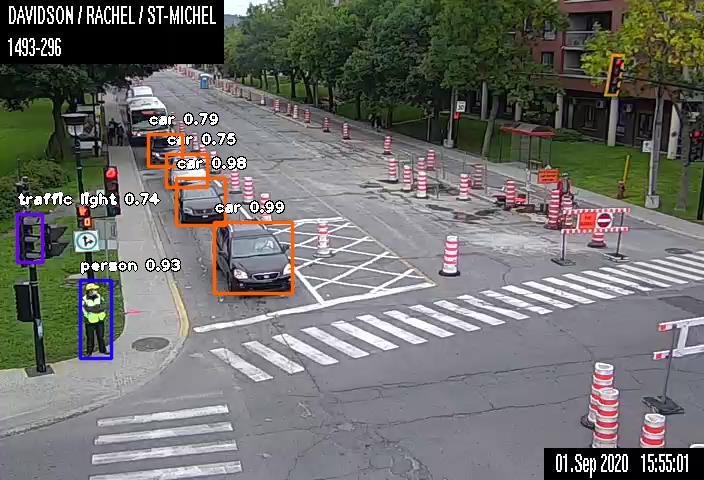 DAVIDSON / RACHEL / ST-MICHEL
1493-296
car 0.79
car 0.75
car 0.98
car 0.99
traffic light 0.74
person 0.93
01.Sep 2020 15:55:01